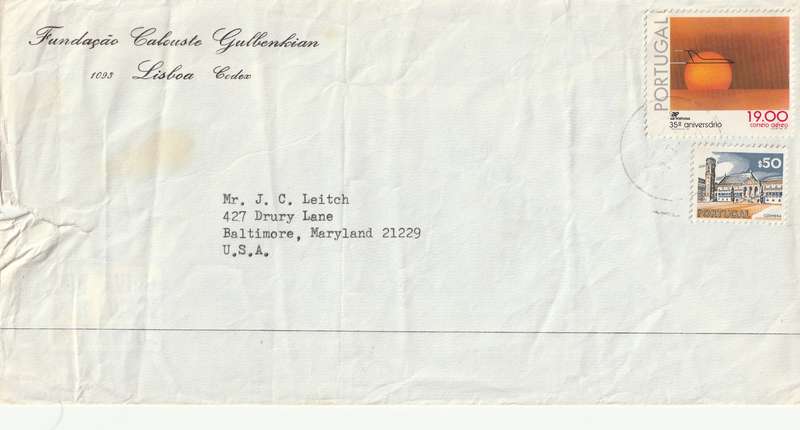 Fundação Calouste Gulbenkian
1093 Lisboa Codex
PORTUGAL
35º aniversário
19.00
correio aéreo
$50
PORTUGAL
COIMBRA
Mr. J. C. Leitch
427 Drury Lane
Baltimore, Maryland 21229
U.S.A.